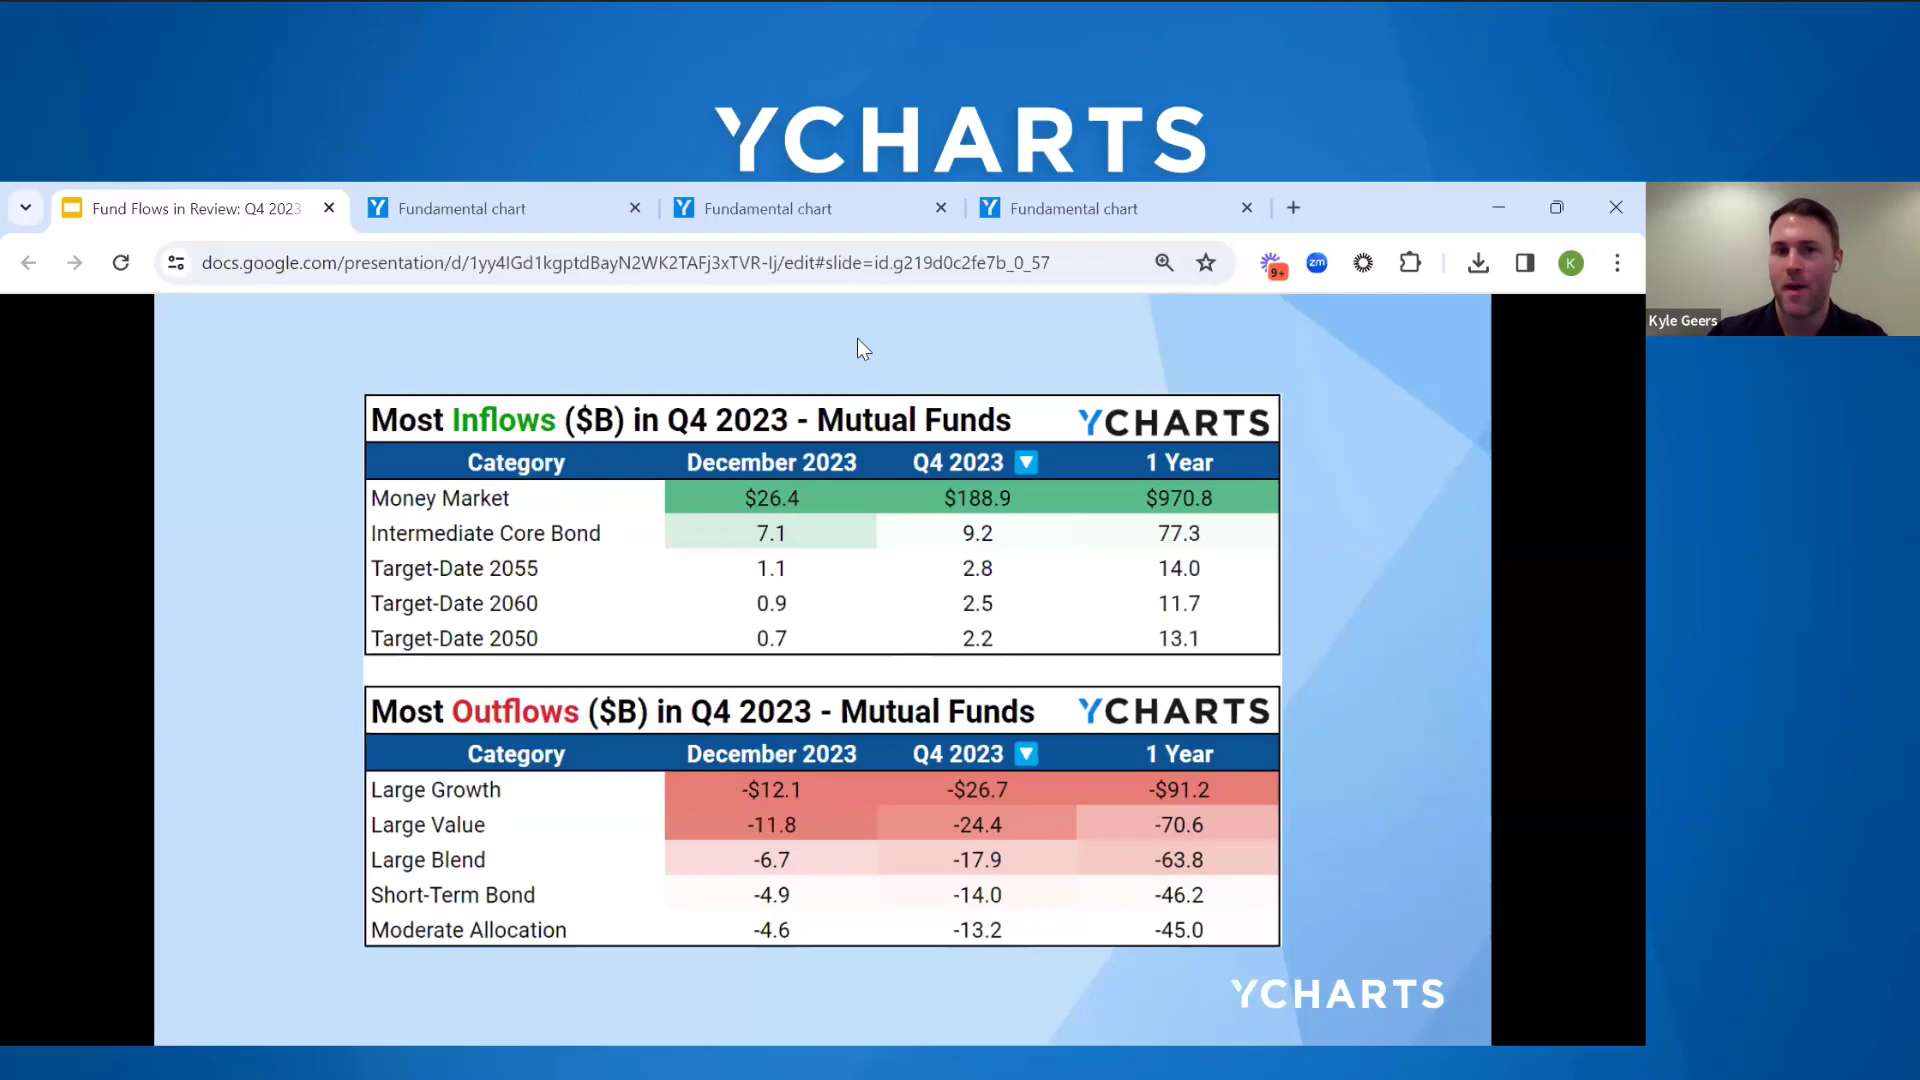 YCHARTS
Fund Flows in Review: Q4 2023
Fundamental chart
Fundamental chart
Fundamental chart
docs.google.com/presentation/d/1yy4IGd1kgptdBayN2WK2TAFj3xTVR-Ij/edit#slide=id.g219d0c2fe7b_0_57
9+
zm
K
Kyle Geers
Most Inflows ($B) in Q4 2023 - Mutual Funds YCHARTS
Category December 2023 Q4 2023 1 Year
Money Market $26.4 $188.9 $970.8
Intermediate Core Bond 7.1 9.2 77.3
Target-Date 2055 1.1 2.8 14.0
Target-Date 2060 0.9 2.5 11.7
Target-Date 2050 0.7 2.2 13.1
Most Outflows ($B) in Q4 2023 - Mutual Funds YCHARTS
Category December 2023 Q4 2023 1 Year
Large Growth -$12.1 -$26.7 -$91.2
Large Value -11.8 -24.4 -70.6
Large Blend -6.7 -17.9 -63.8
Short-Term Bond -4.9 -14.0 -46.2
Moderate Allocation -4.6 -13.2 -45.0
YCHARTS